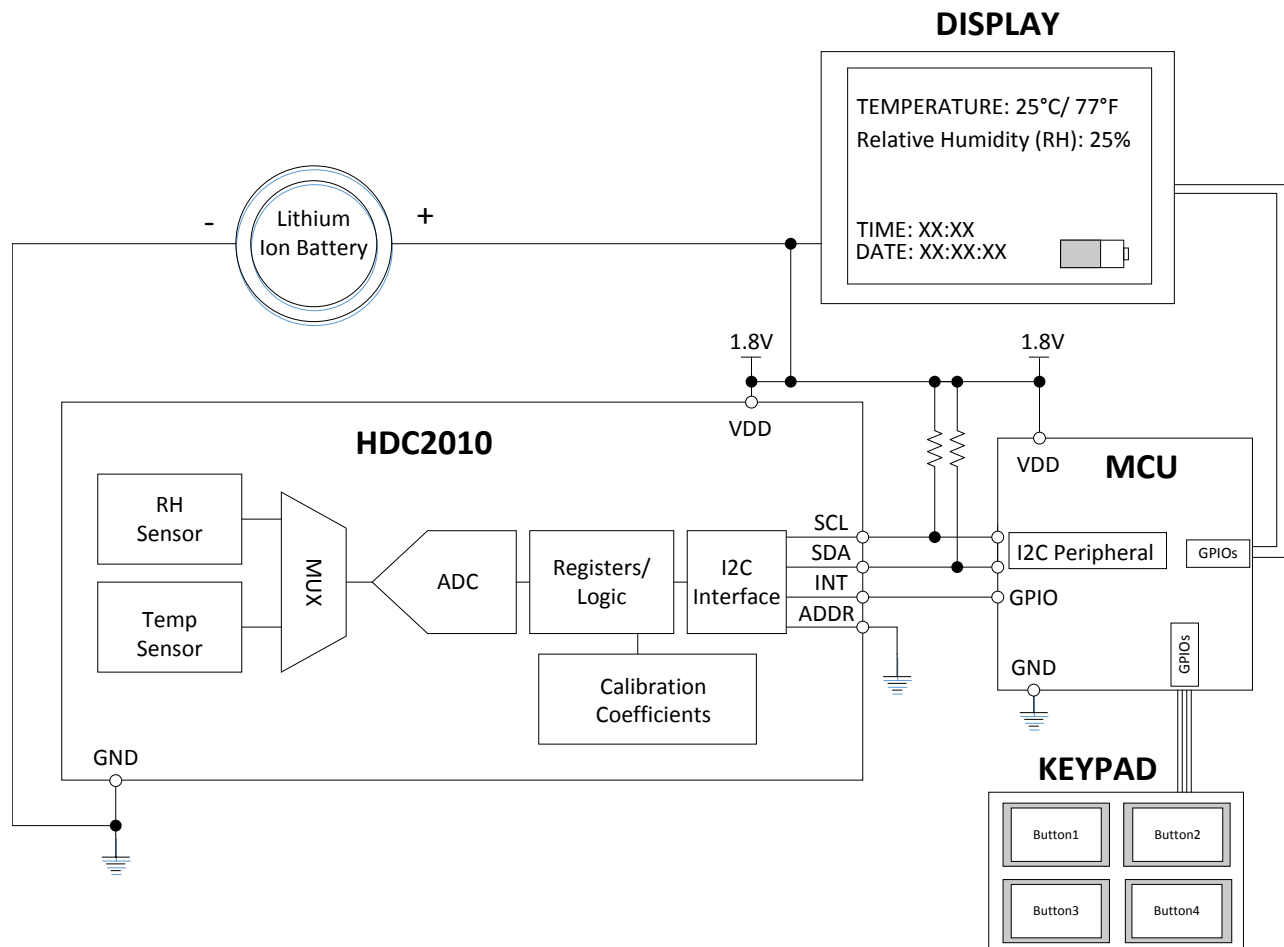 DISPLAY
TEMPERATURE: 25°C/ 77°F
Relative Humidity (RH): 25%
TIME: XX:XX
DATE: XX:XX:XX
-
+
Lithium
Ion Battery
1.8V
1.8V
VDD
HDC2010
RH
Sensor
Temp
Sensor
MUX
ADC
Registers/
Logic
I2C
Interface
Calibration
Coefficients
SCL
SDA
INT
ADDR
GND
VDD
MCU
I2C Peripheral
GPIOs
GPIO
GPIOs
GND
KEYPAD
Button1
Button2
Button3
Button4